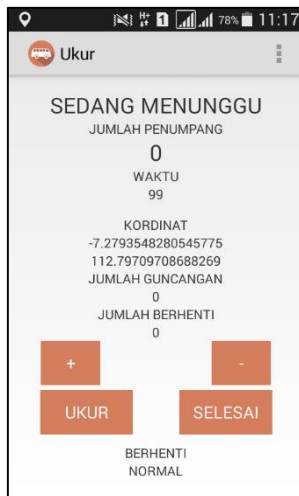 1 78% 11:17
Ukur
SEDANG MENUNGGU
JUMLAH PENUMPANG
0
WAKTU
99
KORDINAT
-7.2793548280545775
112.79709708688269
JUMLAH GUNCANGAN
0
JUMLAH BERHENTI
0
+ -
UKUR SELESAI
BERHENTI
NORMAL